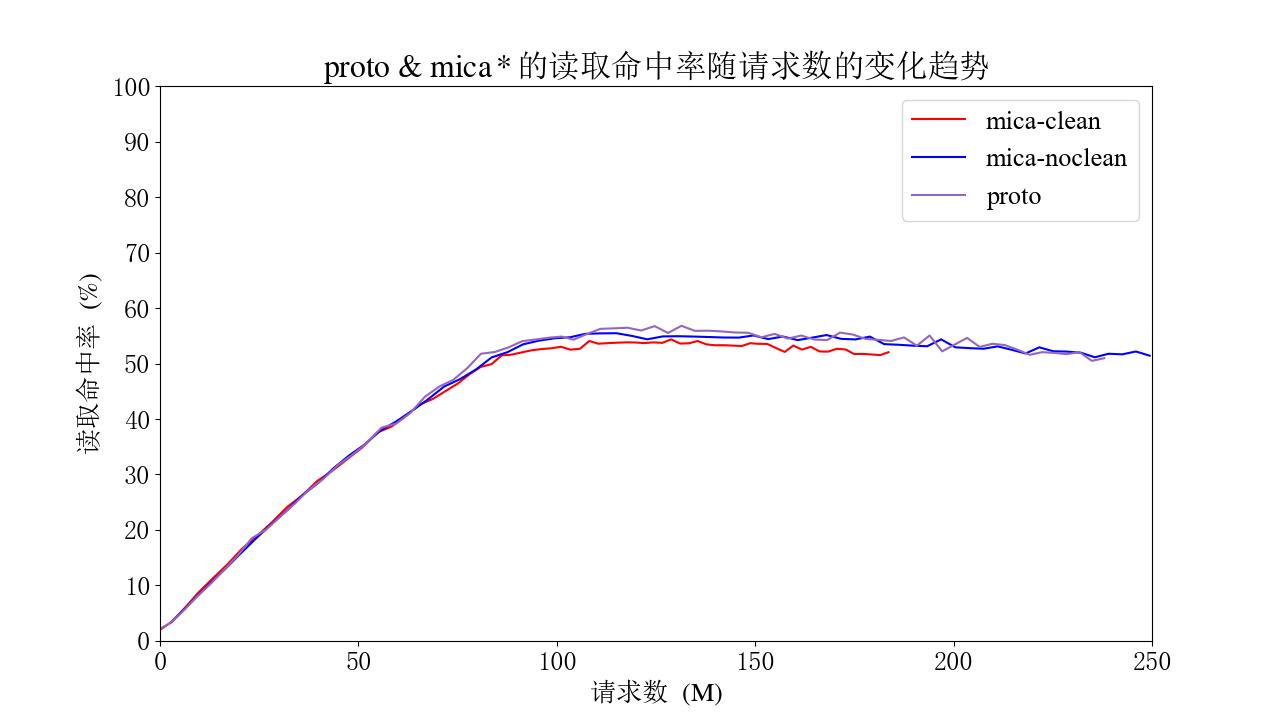 proto & mica * 的读取命中率随请求数的变化趋势
100
90
80
70
60
50
40
30
20
10
0
读取命中率 (%)
mica-clean
mica-noclean
proto
0 50 100 150 200 250
请求数 (M)